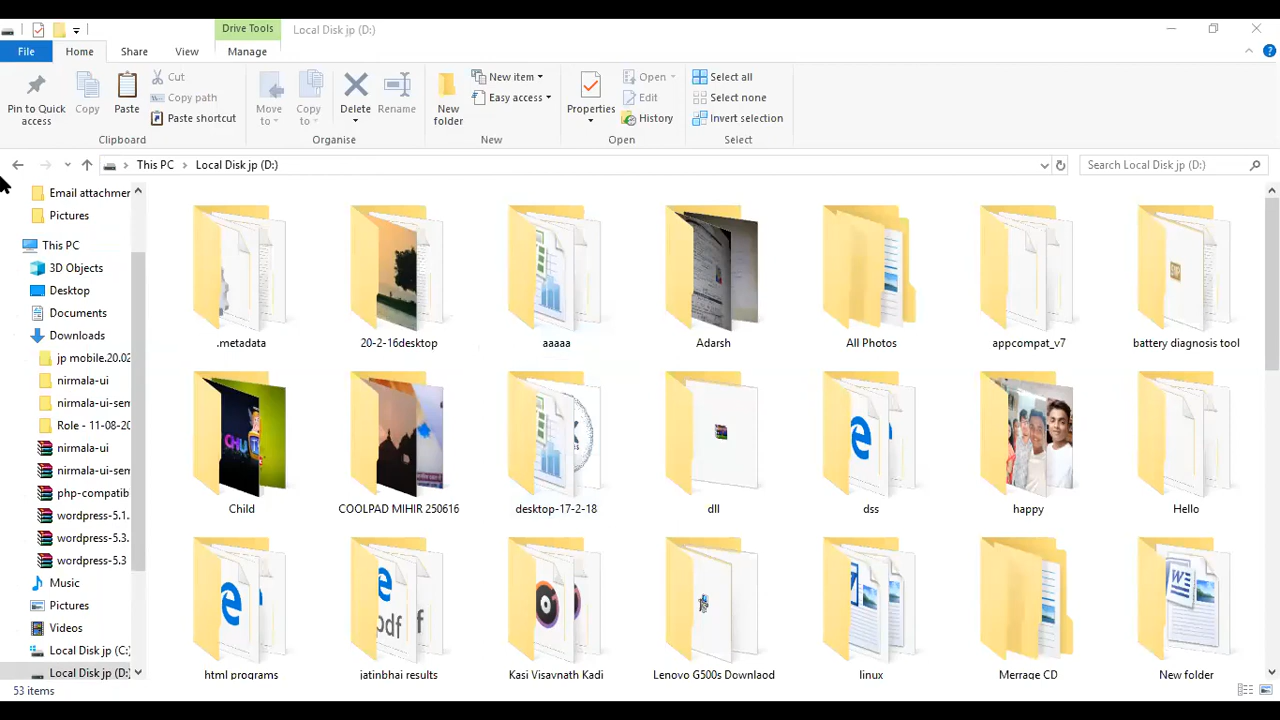 Drive Tools
Local Disk jp (D:)
File
Home
Share
View
Manage
Pin to Quick access
Copy
Paste
Cut
Copy path
Paste shortcut
Clipboard
Move to
Copy to
Delete
Rename
Organise
New folder
New item
Easy access
New
Properties
Open
Edit
History
Open
Select all
Select none
Invert selection
Select
This PC
Local Disk jp (D:)
Search Local Disk jp (D:)
Email attachmer
Pictures
This PC
3D Objects
Desktop
Documents
Downloads
jp mobile.20.02
nirmala-ui
nirmala-ui-sem
Role - 11-08-20
nirmala-ui
nirmala-ui-sem
php-compatib
wordpress-5.1.
wordpress-5.3.
wordpress-5.3
Music
Pictures
Videos
Local Disk jp (C:
Local Disk jp (D:
.metadata
20-2-16desktop
aaaaa
Adarsh
All Photos
appcompat_v7
battery diagnosis tool
CHU
Child
COOLPAD MIHIR 250616
desktop-17-2-18
dll
dss
happy
Hello
pdf
html programs
jatinbhai results
Kasi Visavnath Kadi
Lenovo G500s Downlaod
linux
Merrage CD
New folder
53 items